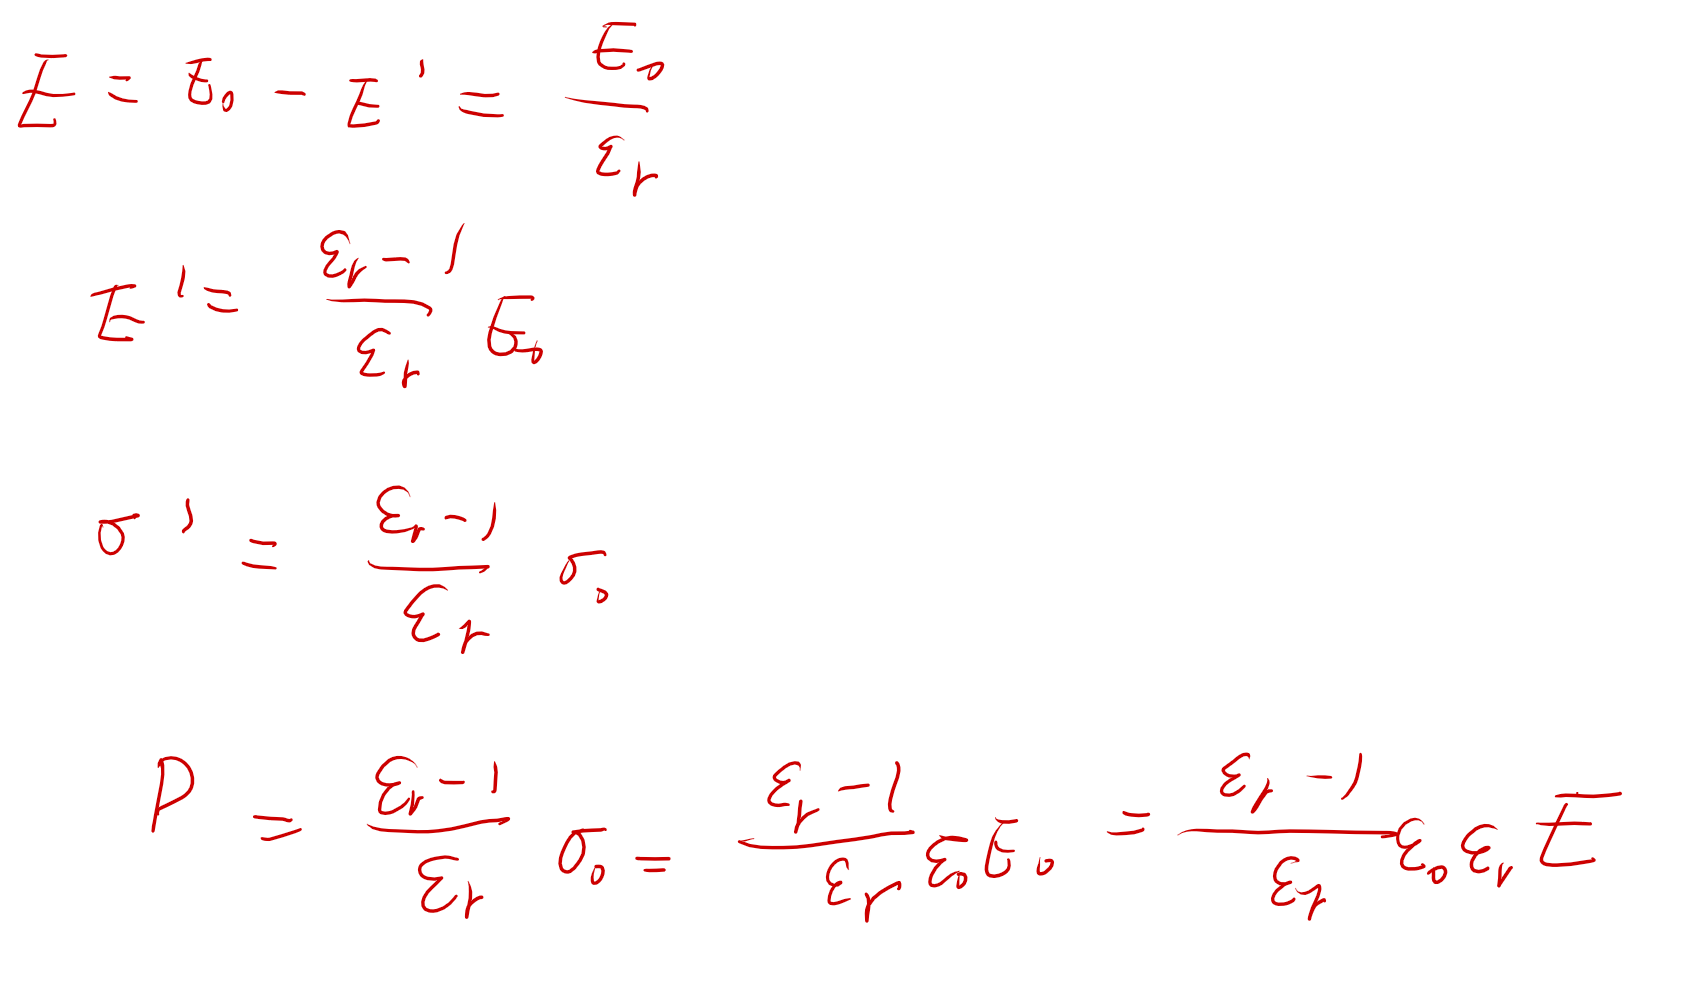 E = E₀ - E' = E₀/εᵣ
E' = (εᵣ - 1)/εᵣ E₀
σ' = (εᵣ - 1)/εᵣ σ₀
P = (εᵣ - 1)/εᵣ σ₀ = (εᵣ - 1)/εᵣ ε₀E₀ = (εᵣ - 1)/εᵣ ε₀εᵣE